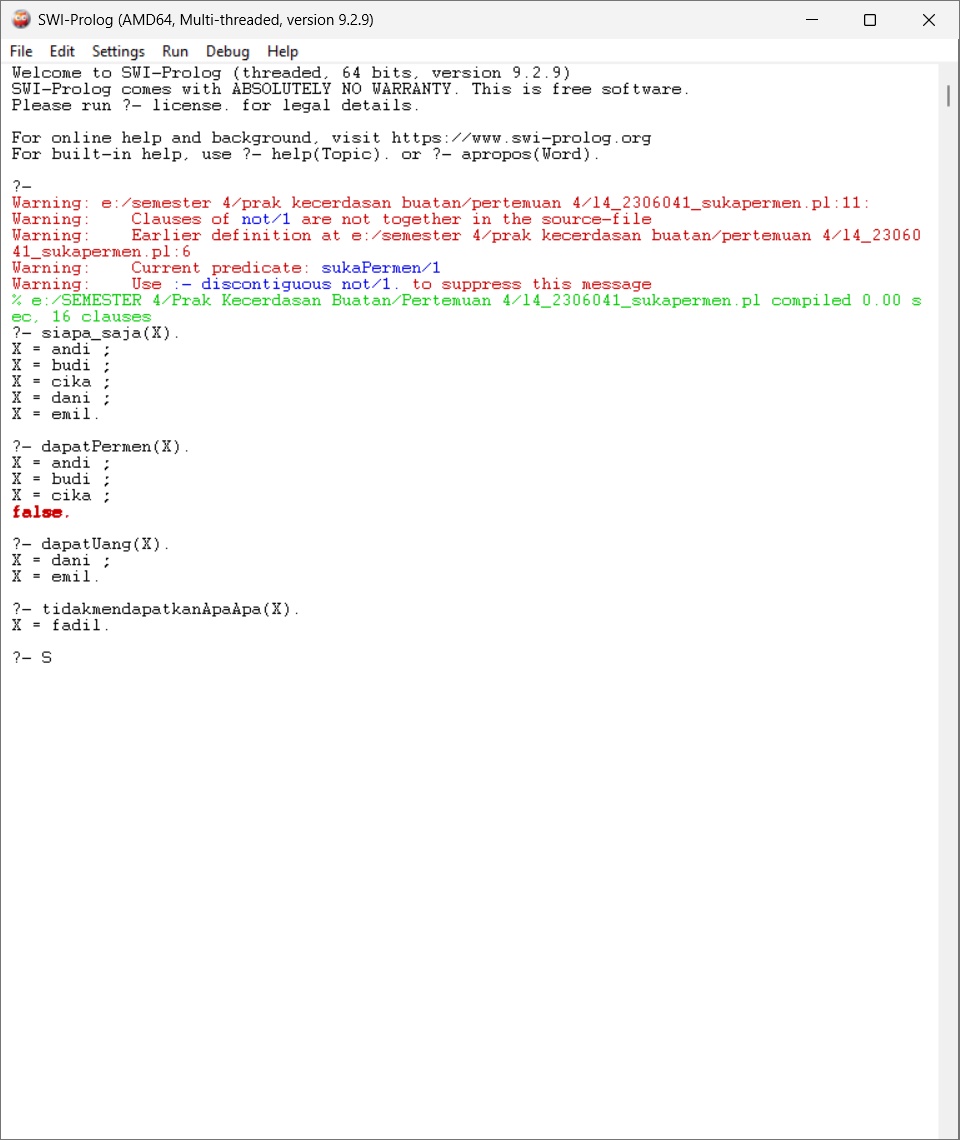 SWI-Prolog (AMD64, Multi-threaded, version 9.2.9)
File Edit Settings Run Debug Help
Welcome to SWI-Prolog (threaded, 64 bits, version 9.2.9)
SWI-Prolog comes with ABSOLUTELY NO WARRANTY. This is free software.
Please run ?- license. for legal details.
For online help and background, visit https://www.swi-prolog.org
For built-in help, use ?- help(Topic). or ?- apropos(Word).
?-
Warning: e:/semester 4/prak kecerdasan buatan/pertemuan 4/14_2306041_sukapermen.pl:11:
Warning:    Clauses of not/1 are not together in the source-file
Warning:    Earlier definition at e:/semester 4/prak kecerdasan buatan/pertemuan 4/14_23060
41_sukapermen.pl:6
Warning:    Current predicate: sukaPermen/1
Warning:    Use :- discontiguous not/1. to suppress this message
% e:/SEMESTER 4/Prak Kecerdasan Buatan/Pertemuan 4/14_2306041_sukapermen.pl compiled 0.00 s
ec, 16 clauses
?- siapa_saja(X).
X = andi ;
X = budi ;
X = cika ;
X = dani ;
X = emil.
?- dapatPermen(X).
X = andi ;
X = budi ;
X = cika ;
false.
?- dapatUang(X).
X = dani ;
X = emil.
?- tidakmendapatkanApaApa(X).
X = fadil.
?- S